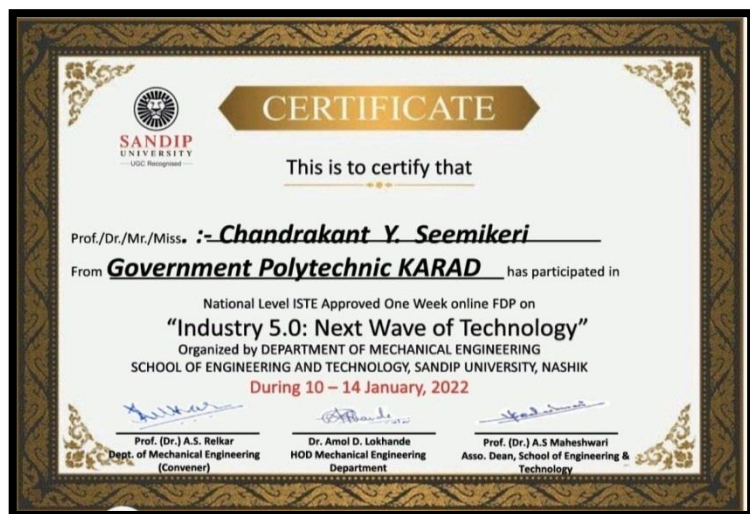 CERTIFICATE
SANDIP
UNIVERSITY
UGC Recognised
This is to certify that
Prof./Dr./Mr./Miss. :- Chandrakant Y. Seemikeri
From Government Polytechnic KARAD has participated in
National Level ISTE Approved One Week online FDP on
“Industry 5.0: Next Wave of Technology”
Organized by DEPARTMENT OF MECHANICAL ENGINEERING
SCHOOL OF ENGINEERING AND TECHNOLOGY, SANDIP UNIVERSITY, NASHIK
During 10 – 14 January, 2022
Prof. (Dr.) A.S. Relkar
Dept. of Mechanical Engineering
(Convener)
Dr. Amol D. Lokhande
HOD Mechanical Engineering
Department
Prof. (Dr.) A.S Maheshwari
Asso. Dean, School of Engineering &
Technology